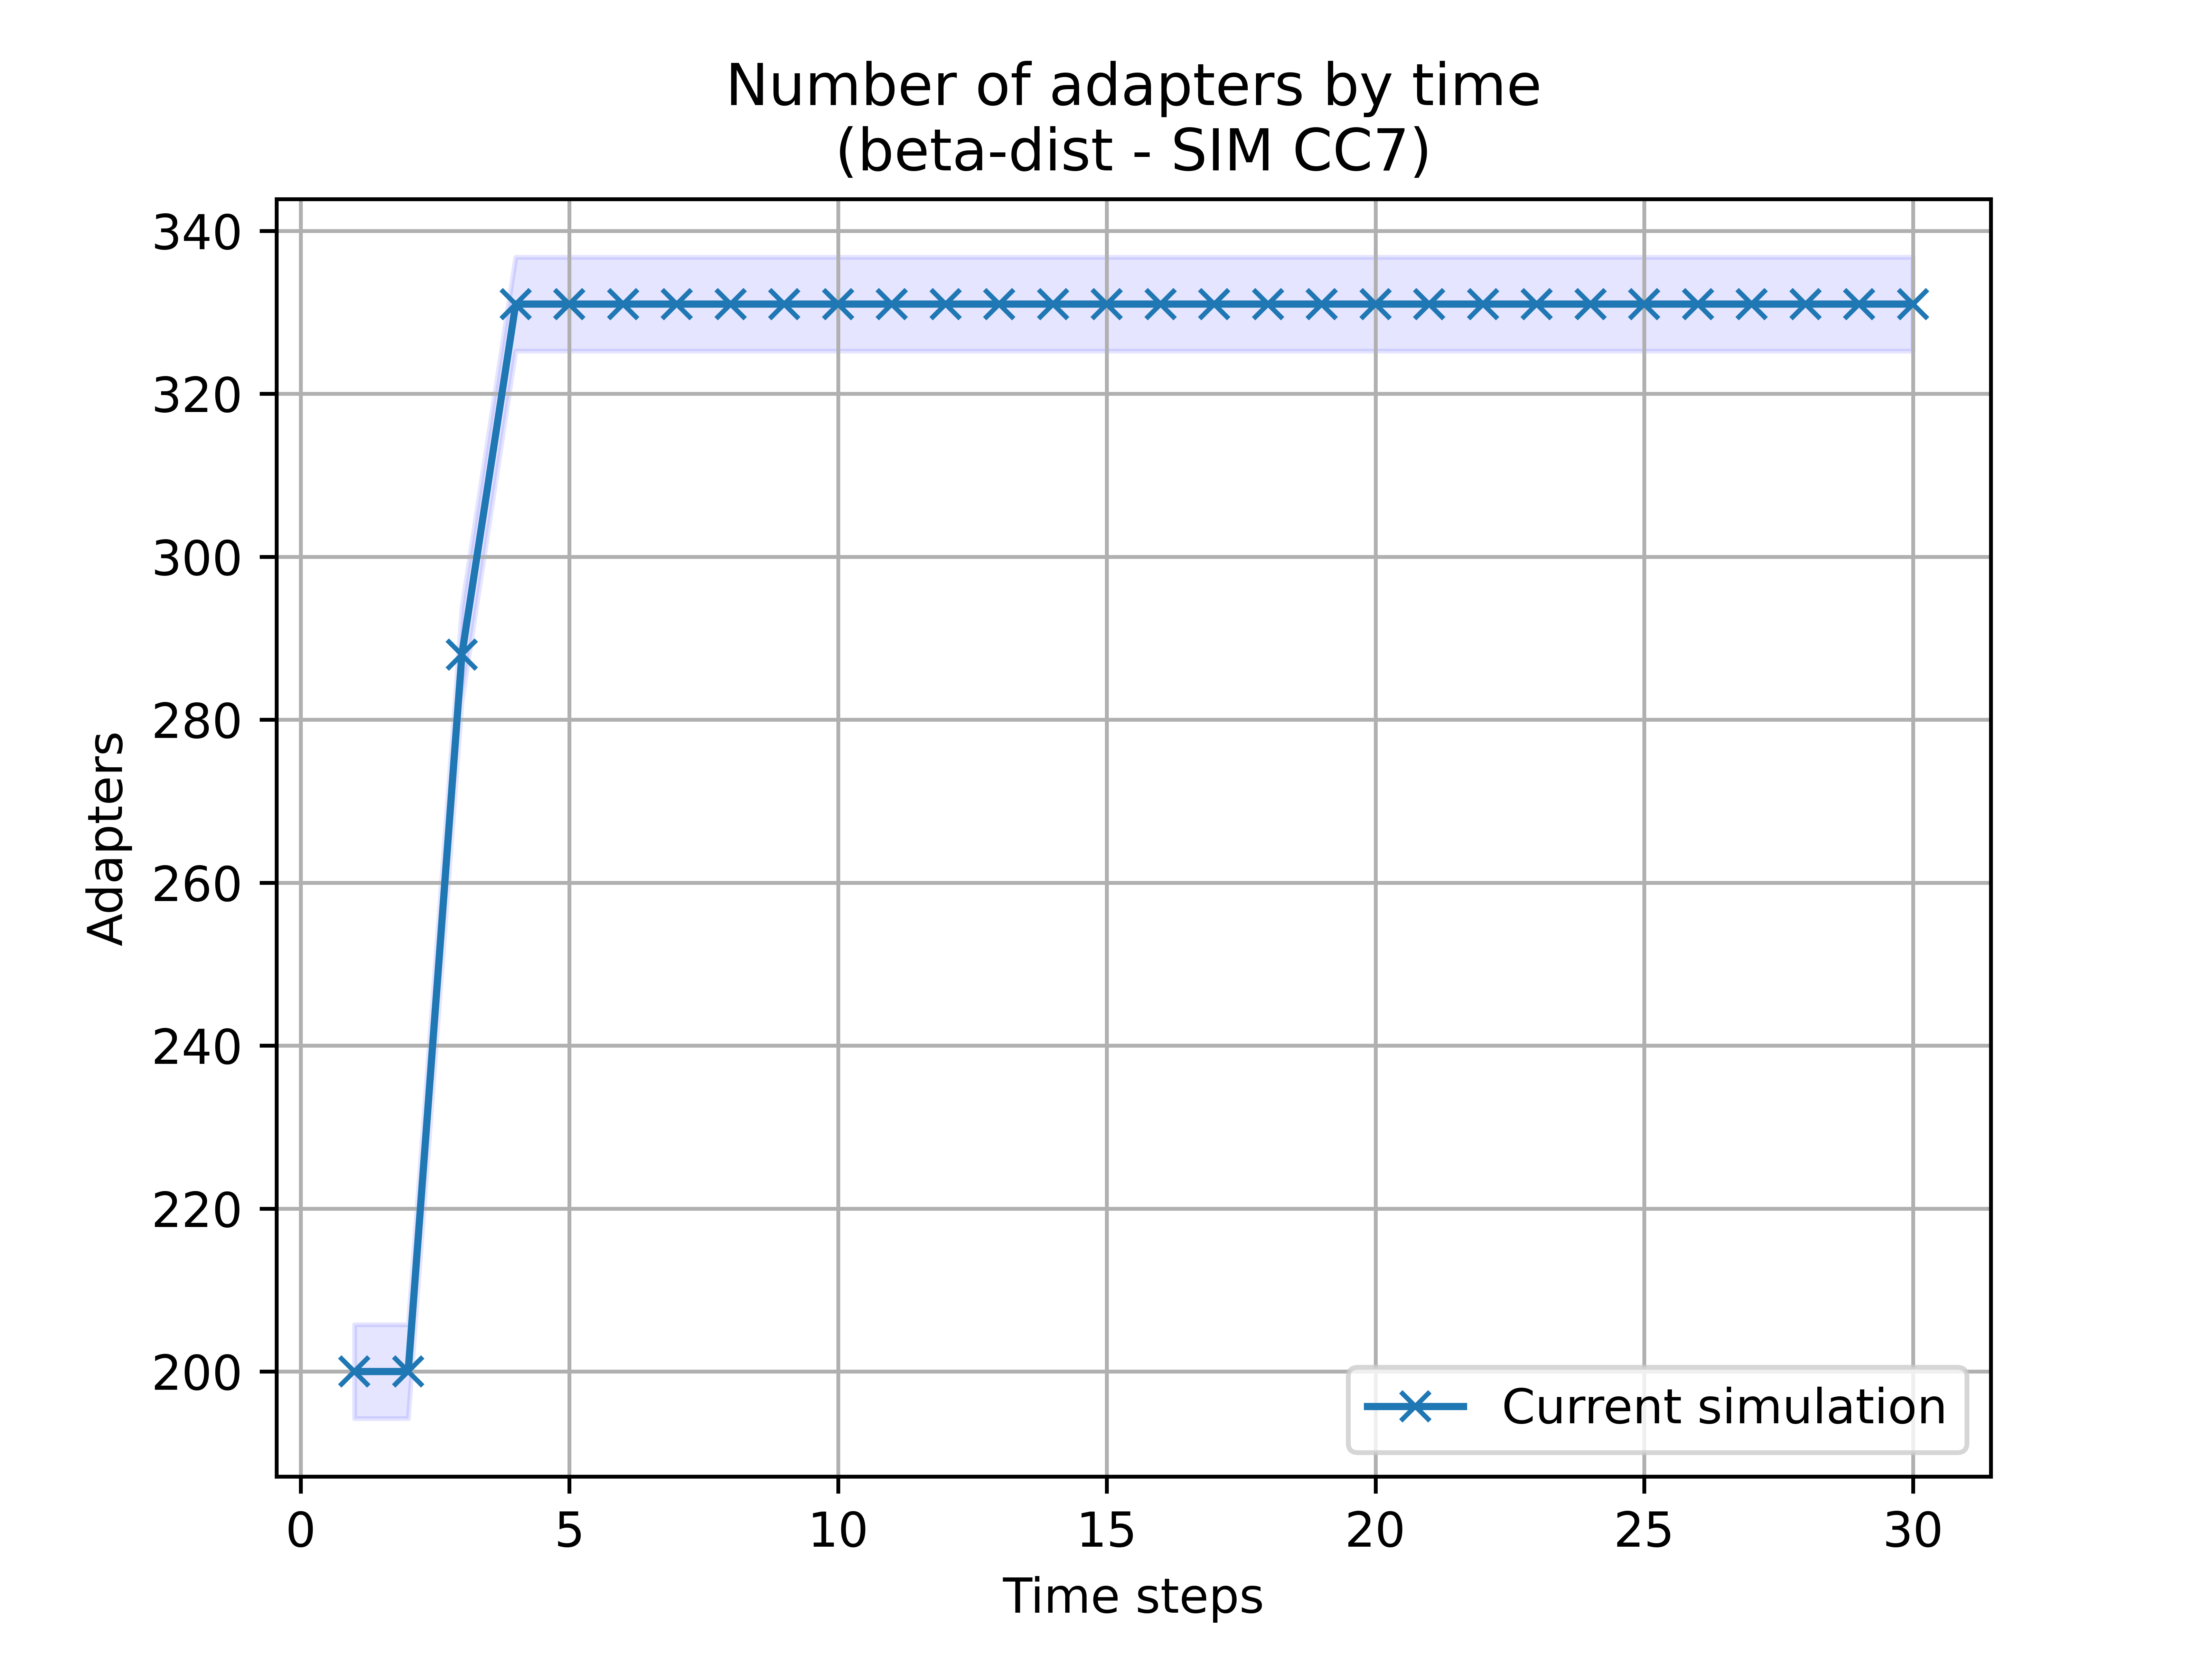 Number of adapters by time
(beta-dist - SIM CC7)
340
320
300
280
260
240
220
200
Adapters
Current simulation
0 5 10 15 20 25 30
Time steps